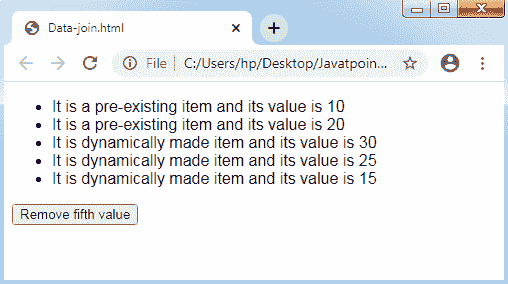 Data-join.html
File
C:/Users/hp/Desktop/Javatpoin...
It is a pre-existing item and its value is 10
It is a pre-existing item and its value is 20
It is dynamically made item and its value is 30
It is dynamically made item and its value is 25
It is dynamically made item and its value is 15
Remove fifth value